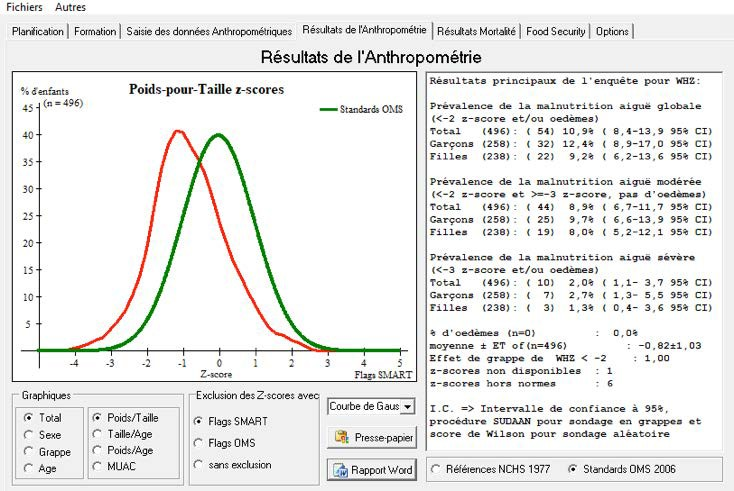 Fichiers Autres
Planification Formation Saisie des données Anthropométriques Résultats de l'Anthropométrie Résultats Mortalité Food Security Options
Résultats de l'Anthropométrie
% d'enfants
(n = 496)
Poids-pour-Taille z-scores
Standards OMS
45
40
35
30
25
20
15
10
5
-4 -3 -2 -1 0 1 2 3 4 5
Z-score
Flags SMART
Résultats principaux de l'enquête pour WHZ:
Prévalence de la malnutrition aiguë globale
(<-2 z-score et/ou oedèmes)
Total (496): ( 54) 10,9% ( 8,4-13,9 95% CI)
Garçons (258): ( 32) 12,4% ( 8,9-17,0 95% CI)
Filles (238): ( 22) 9,2% ( 6,2-13,6 95% CI)
Prévalence de la malnutrition aiguë modérée
(<-2 z-score et >=-3 z-score, pas d'oedèmes)
Total (496): ( 44) 8,9% ( 6,7-11,7 95% CI)
Garçons (258): ( 25) 9,7% ( 6,6-13,9 95% CI)
Filles (238): ( 19) 8,0% ( 5,2-12,1 95% CI)
Prévalence de la malnutrition aiguë sévère
(<-3 z-score et/ou oedèmes)
Total (496): ( 10) 2,0% ( 1,1- 3,7 95% CI)
Garçons (258): ( 7) 2,7% ( 1,3- 5,5 95% CI)
Filles (238): ( 3) 1,3% ( 0,4- 3,6 95% CI)
% d'oedèmes (n=0) : 0,0%
moyenne ± ET of(n=496) : -0,82±1,03
Effet de grappe de WHZ < -2 : 1,00
z-scores non disponibles : 1
z-scores hors normes : 6
I.C. => Intervalle de confiance à 95%,
procédure SUDAAN pour sondage en grappes et
score de Wilson pour sondage aléatoire
Graphiques
Total
Sexe
Grappe
Age
Poids/Taille
Taille/Age
Poids/Age
MUAC
Exclusion des Z-scores avec
Flags SMART
Flags OMS
sans exclusion
Courbe de Gaus
Presse-papier
Rapport Word
Références NCHS 1977 Standards OMS 2006